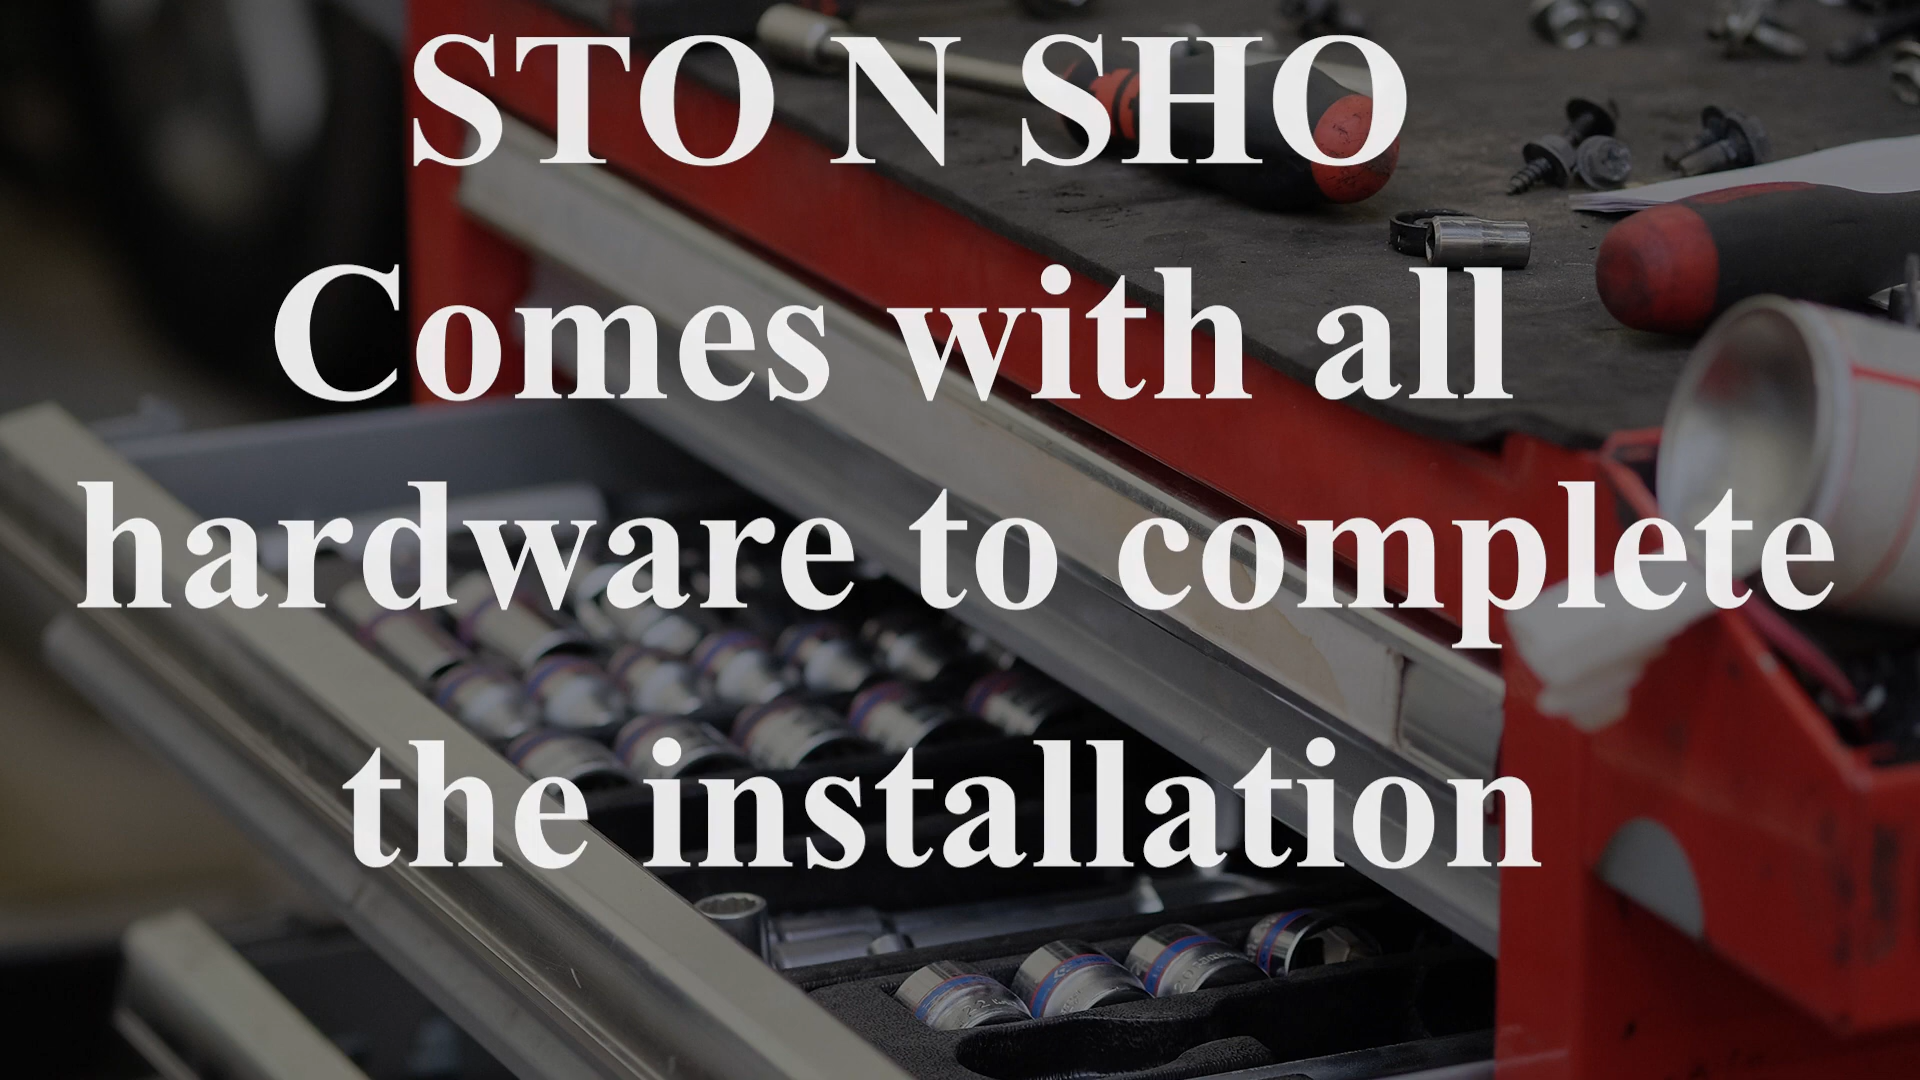 STO N SHO
Comes with all
hardware to complete
the installation